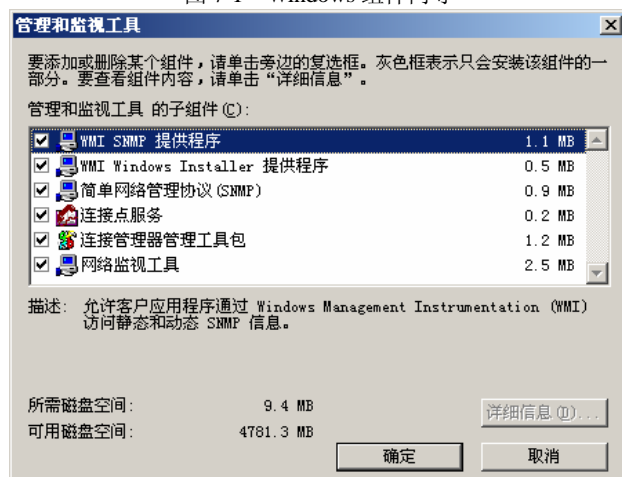 管理和监视工具
要添加或删除某个组件，请单击旁边的复选框。灰色框表示只会安装该组件的一
部分。要查看组件内容，请单击“详细信息”。
管理和监视工具 的子组件(C):
WMI SNMP 提供程序 1.1 MB
WMI Windows Installer 提供程序 0.5 MB
简单网络管理协议(SNMP) 0.9 MB
连接点服务 0.2 MB
连接管理器管理工具包 1.2 MB
网络监视工具 2.5 MB
描述: 允许客户应用程序通过 Windows Management Instrumentation (WMI)
访问静态和动态 SNMP 信息。
所需磁盘空间: 9.4 MB
详细信息(D)...
可用磁盘空间: 4781.3 MB
确定 取消